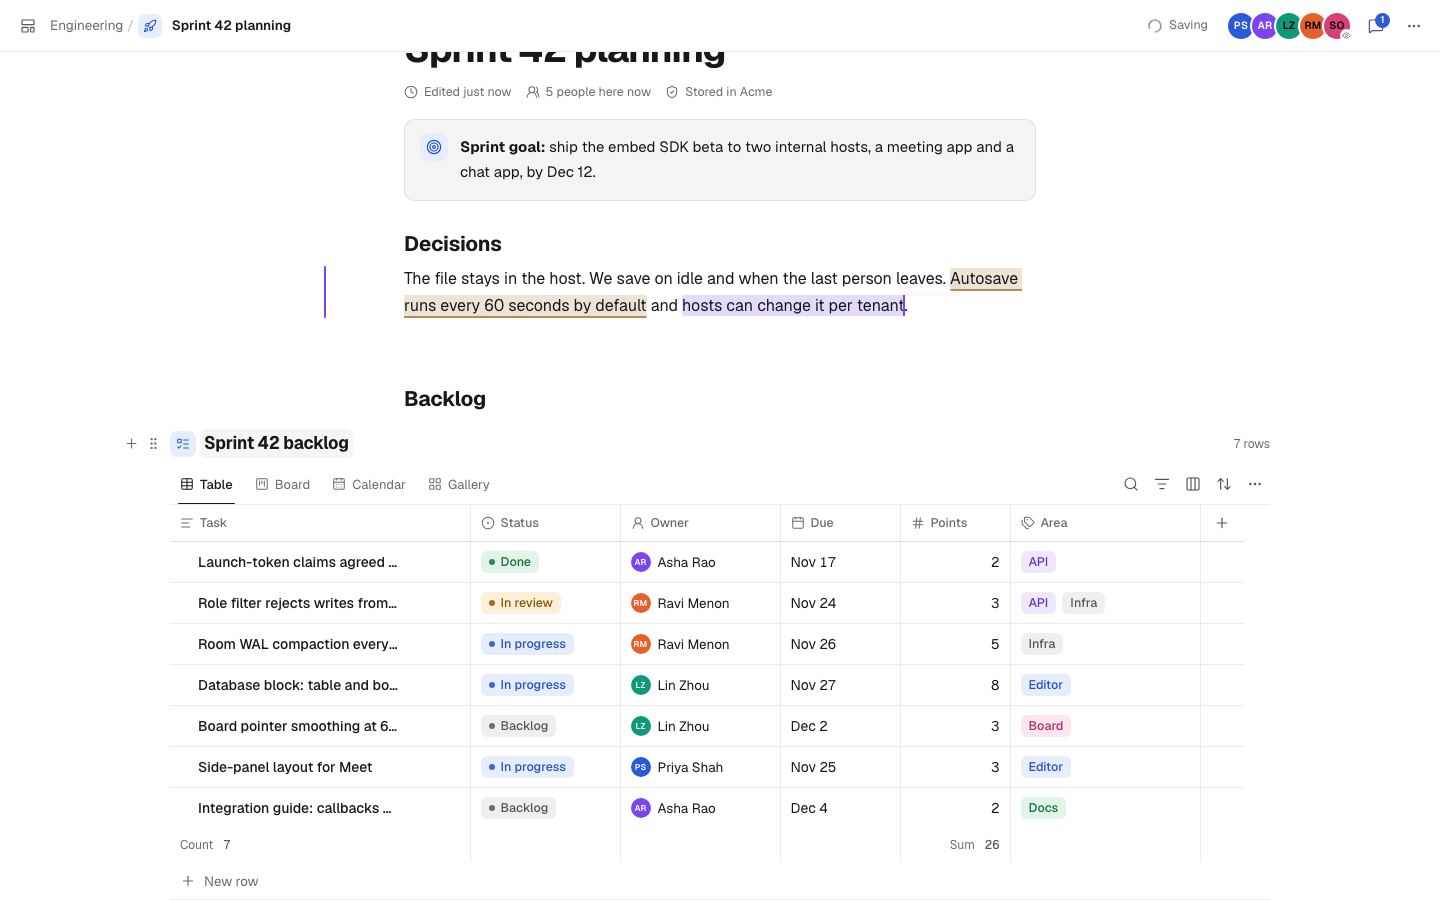 Engineering / Sprint 42 planning
Saving
PS AR LZ RM SO
1
Sprint 42 planning
Edited just now 5 people here now Stored in Acme
Sprint goal: ship the embed SDK beta to two internal hosts, a meeting app and a
chat app, by Dec 12.
Decisions
The file stays in the host. We save on idle and when the last person leaves. Autosave
runs every 60 seconds by default and hosts can change it per tenant.
Backlog
Sprint 42 backlog
7 rows
Table Board Calendar Gallery
Task Status Owner Due Points Area
Launch-token claims agreed ... Done AR Asha Rao Nov 17 2 API
Role filter rejects writes from... In review RM Ravi Menon Nov 24 3 API Infra
Room WAL compaction every... In progress RM Ravi Menon Nov 26 5 Infra
Database block: table and bo... In progress LZ Lin Zhou Nov 27 8 Editor
Board pointer smoothing at 6... Backlog LZ Lin Zhou Dec 2 3 Board
Side-panel layout for Meet In progress PS Priya Shah Nov 25 3 Editor
Integration guide: callbacks ... Backlog AR Asha Rao Dec 4 2 Docs
Count 7 Sum 26
New row